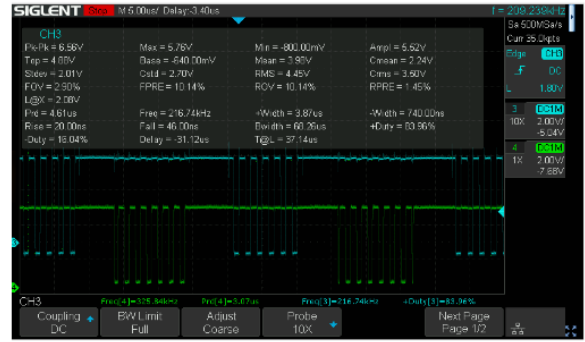 SIGLENT Stop M 5.00us/ Delay:-3.40us f = 209.239kHz
Sa 500MSa/s
Curr 35.0kpts
Edge CH3
DC
L 1.80V
3 DC1M
10X 2.00V/
-5.04V
4 DC1M
1X 2.00V/
-7.88V
CH3
Pk-Pk = 6.56V Max = 5.76V Min = -800.00mV Ampl = 5.52V
Top = 4.88V Base = -640.00mV Mean = 3.98V Cmean = 2.24V
Stdev = 2.01V Cstd = 2.70V RMS = 4.45V Crms = 3.50V
FOV = 2.90% FPRE = 10.14% ROV = 10.14% RPRE = 1.45%
L@X = 2.08V
Prd = 4.61us Freq = 216.74kHz +Width = 3.87us -Width = 740.00ns
Rise = 20.00ns Fall = 46.00ns Bwidth = 68.26us +Duty = 83.96%
-Duty = 16.04% Delay = -31.12us T@L = 37.14us
3
4
CH3 Freq[4]=325.84kHz Prd[4]=3.07us Freq[3]=216.74kHz +Duty[3]=83.96%
Coupling BW Limit Adjust Probe Next Page
DC Full Coarse 10X Page 1/2